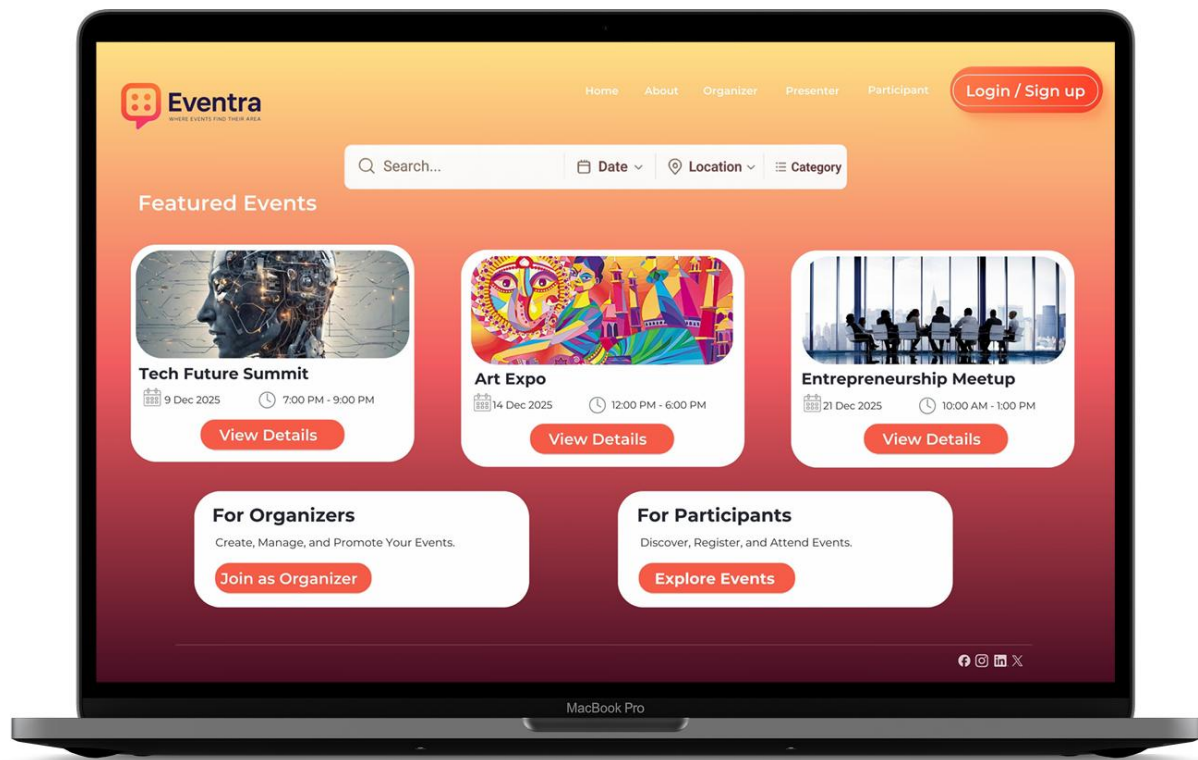 Eventra
WHERE EVENTS FIND THEIR AREA
Home About Organizer Presenter Participant Login / Sign up
Search... Date Location Category
Featured Events
Tech Future Summit
9 Dec 2025 7:00 PM - 9:00 PM
View Details
Art Expo
14 Dec 2025 12:00 PM - 6:00 PM
View Details
Entrepreneurship Meetup
21 Dec 2025 10:00 AM - 1:00 PM
View Details
For Organizers
Create, Manage, and Promote Your Events.
Join as Organizer
For Participants
Discover, Register, and Attend Events.
Explore Events
MacBook Pro